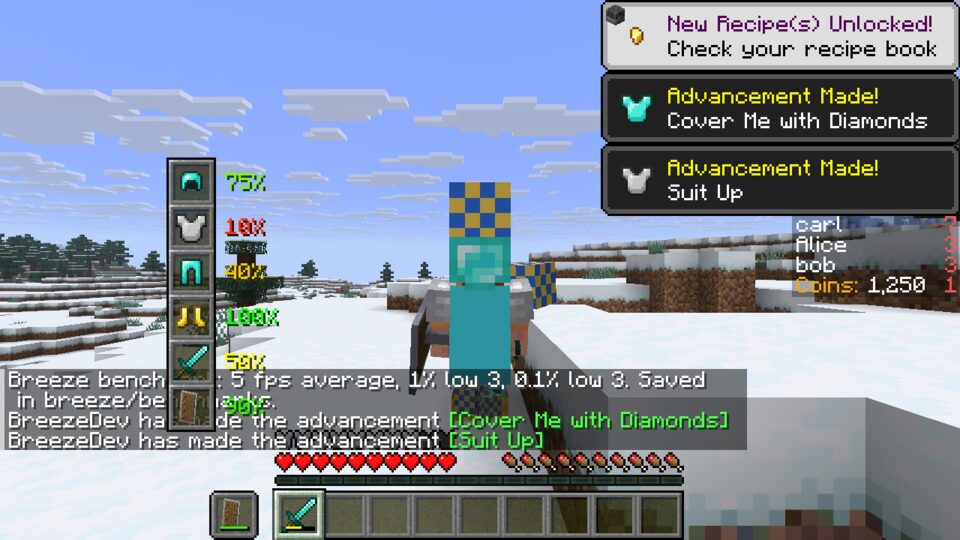 New Recipe(s) Unlocked!
Check your recipe book
Advancement Made!
Cover Me with Diamonds
Advancement Made!
Suit Up
75%
10%
40%
100%
50%
90%
carl 7
Alice 3
bob 3
Coins: 1,250 1
Breeze bench : 5 fps average, 1% low 3, 0.1% low 3. Saved
in breeze/be ks.
BreezeDev ha de the advancement [Cover Me with Diamonds]
BreezeDev has made the advancement [Suit Up]